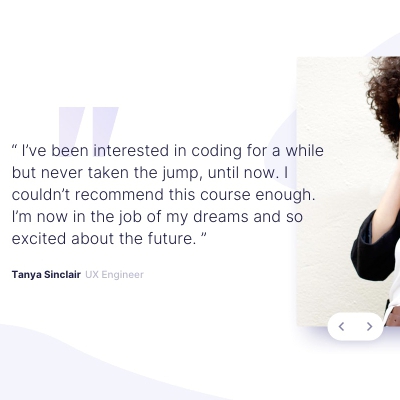 “ I’ve been interested in coding for a while
but never taken the jump, until now. I
couldn’t recommend this course enough.
I’m now in the job of my dreams and so
excited about the future. ”
Tanya Sinclair UX Engineer